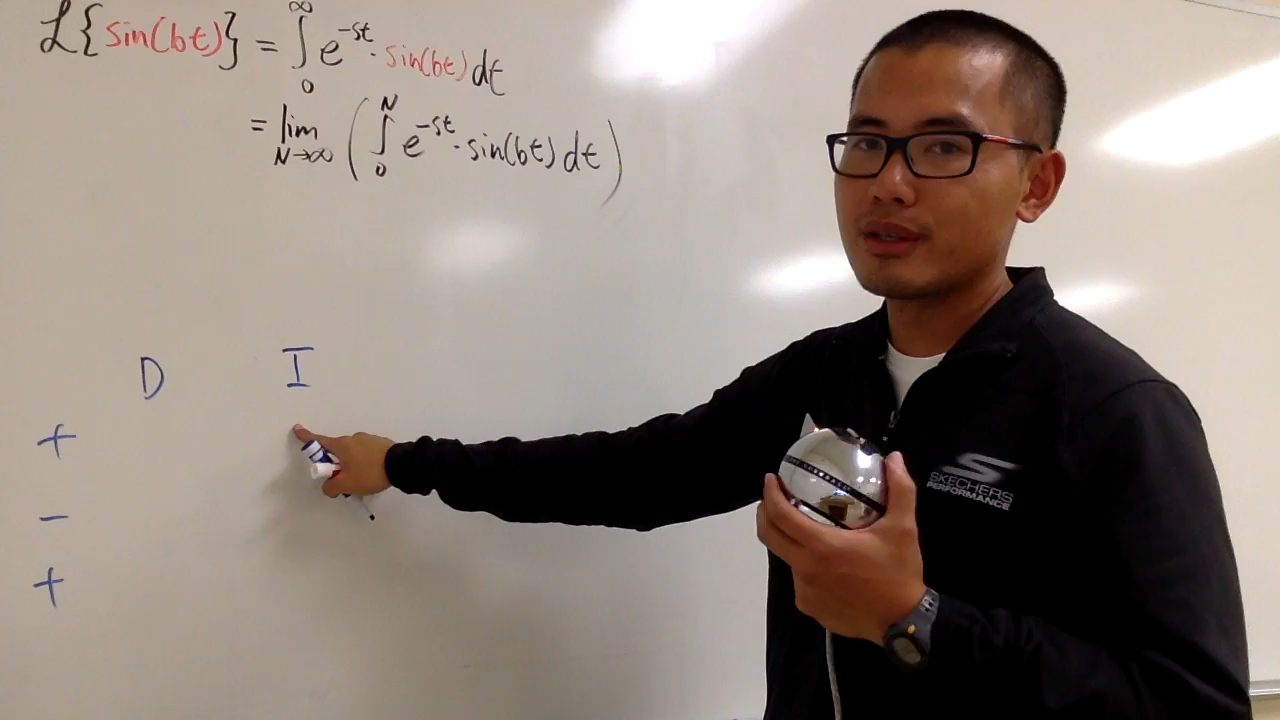 ℒ{sin(bt)} = ∫₀^∞ e^{-st} · sin(bt) dt
= lim_{N→∞} ( ∫₀^N e^{-st} · sin(bt) dt )
D I
+
-
+
SKECHERS
PERFORMANCE